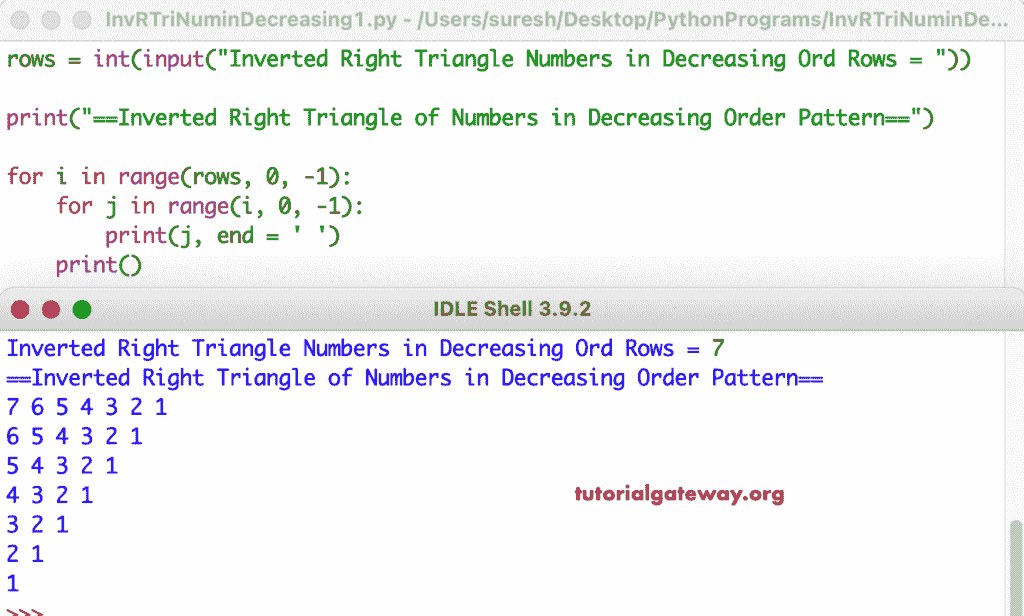 InvRTriNuminDecreasing1.py - /Users/suresh/Desktop/PythonPrograms/InvRTriNuminDe...
rows = int(input("Inverted Right Triangle Numbers in Decreasing Ord Rows = "))
print("==Inverted Right Triangle of Numbers in Decreasing Order Pattern==")
for i in range(rows, 0, -1):
    for j in range(i, 0, -1):
        print(j, end = ' ')
    print()
IDLE Shell 3.9.2
Inverted Right Triangle Numbers in Decreasing Ord Rows = 7
==Inverted Right Triangle of Numbers in Decreasing Order Pattern==
7 6 5 4 3 2 1
6 5 4 3 2 1
5 4 3 2 1
4 3 2 1
tutorialgateway.org
3 2 1
2 1
1
>>>